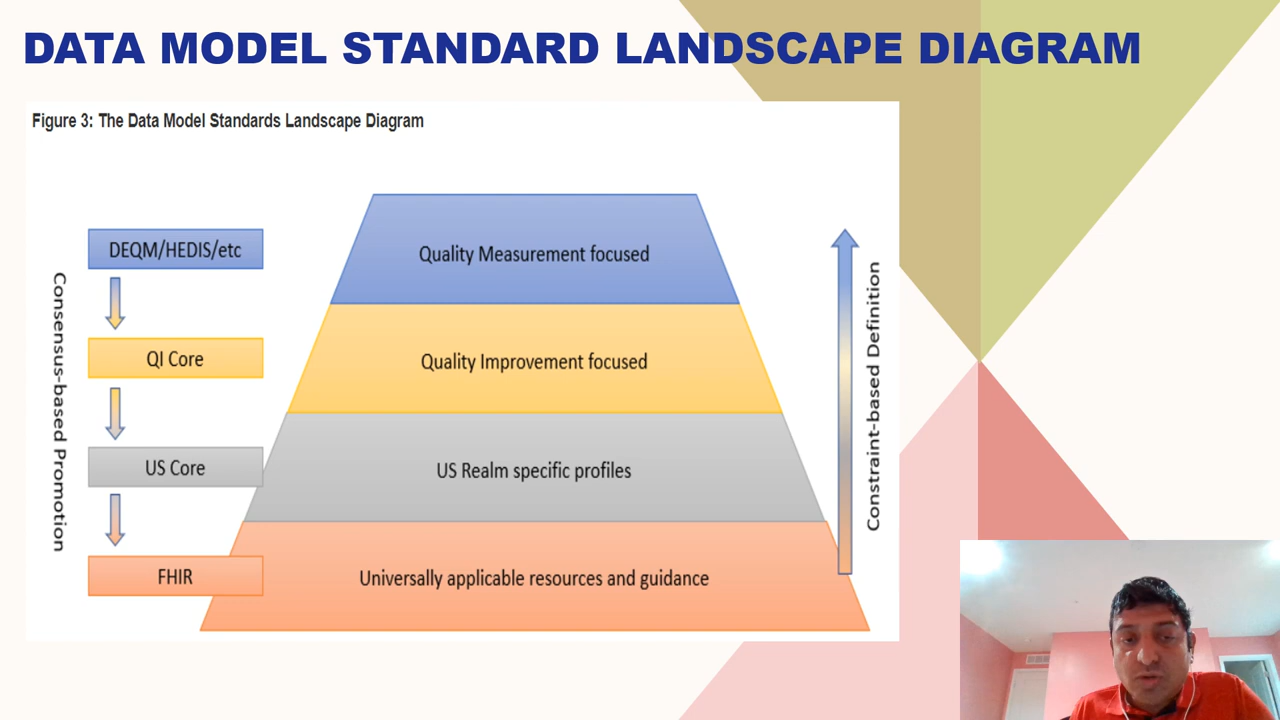 DATA MODEL STANDARD LANDSCAPE DIAGRAM
Figure 3: The Data Model Standards Landscape Diagram
Consensus-based Promotion
DEQM/HEDIS/etc
QI Core
US Core
FHIR
Quality Measurement focused
Quality Improvement focused
US Realm specific profiles
Universally applicable resources and guidance
Constraint-based Definition